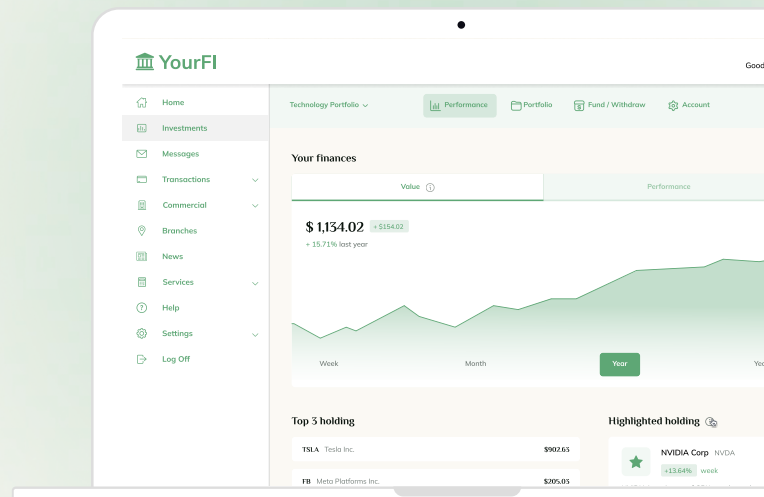 YourFI
Good
Home
Investments
Messages
Transactions
Commercial
Branches
News
Services
Help
Settings
Log Off
Technology Portfolio
Performance
Portfolio
Fund / Withdraw
Account
Your finances
Value
Performance
$ 1,134.02 + $154.02
+ 15.71% last year
Week
Month
Year
Top 3 holding
TSLA Tesla Inc. $902.63
FB Meta Platforms Inc. $205.03
Highlighted holding
NVIDIA Corp NVDA
+13.64% week